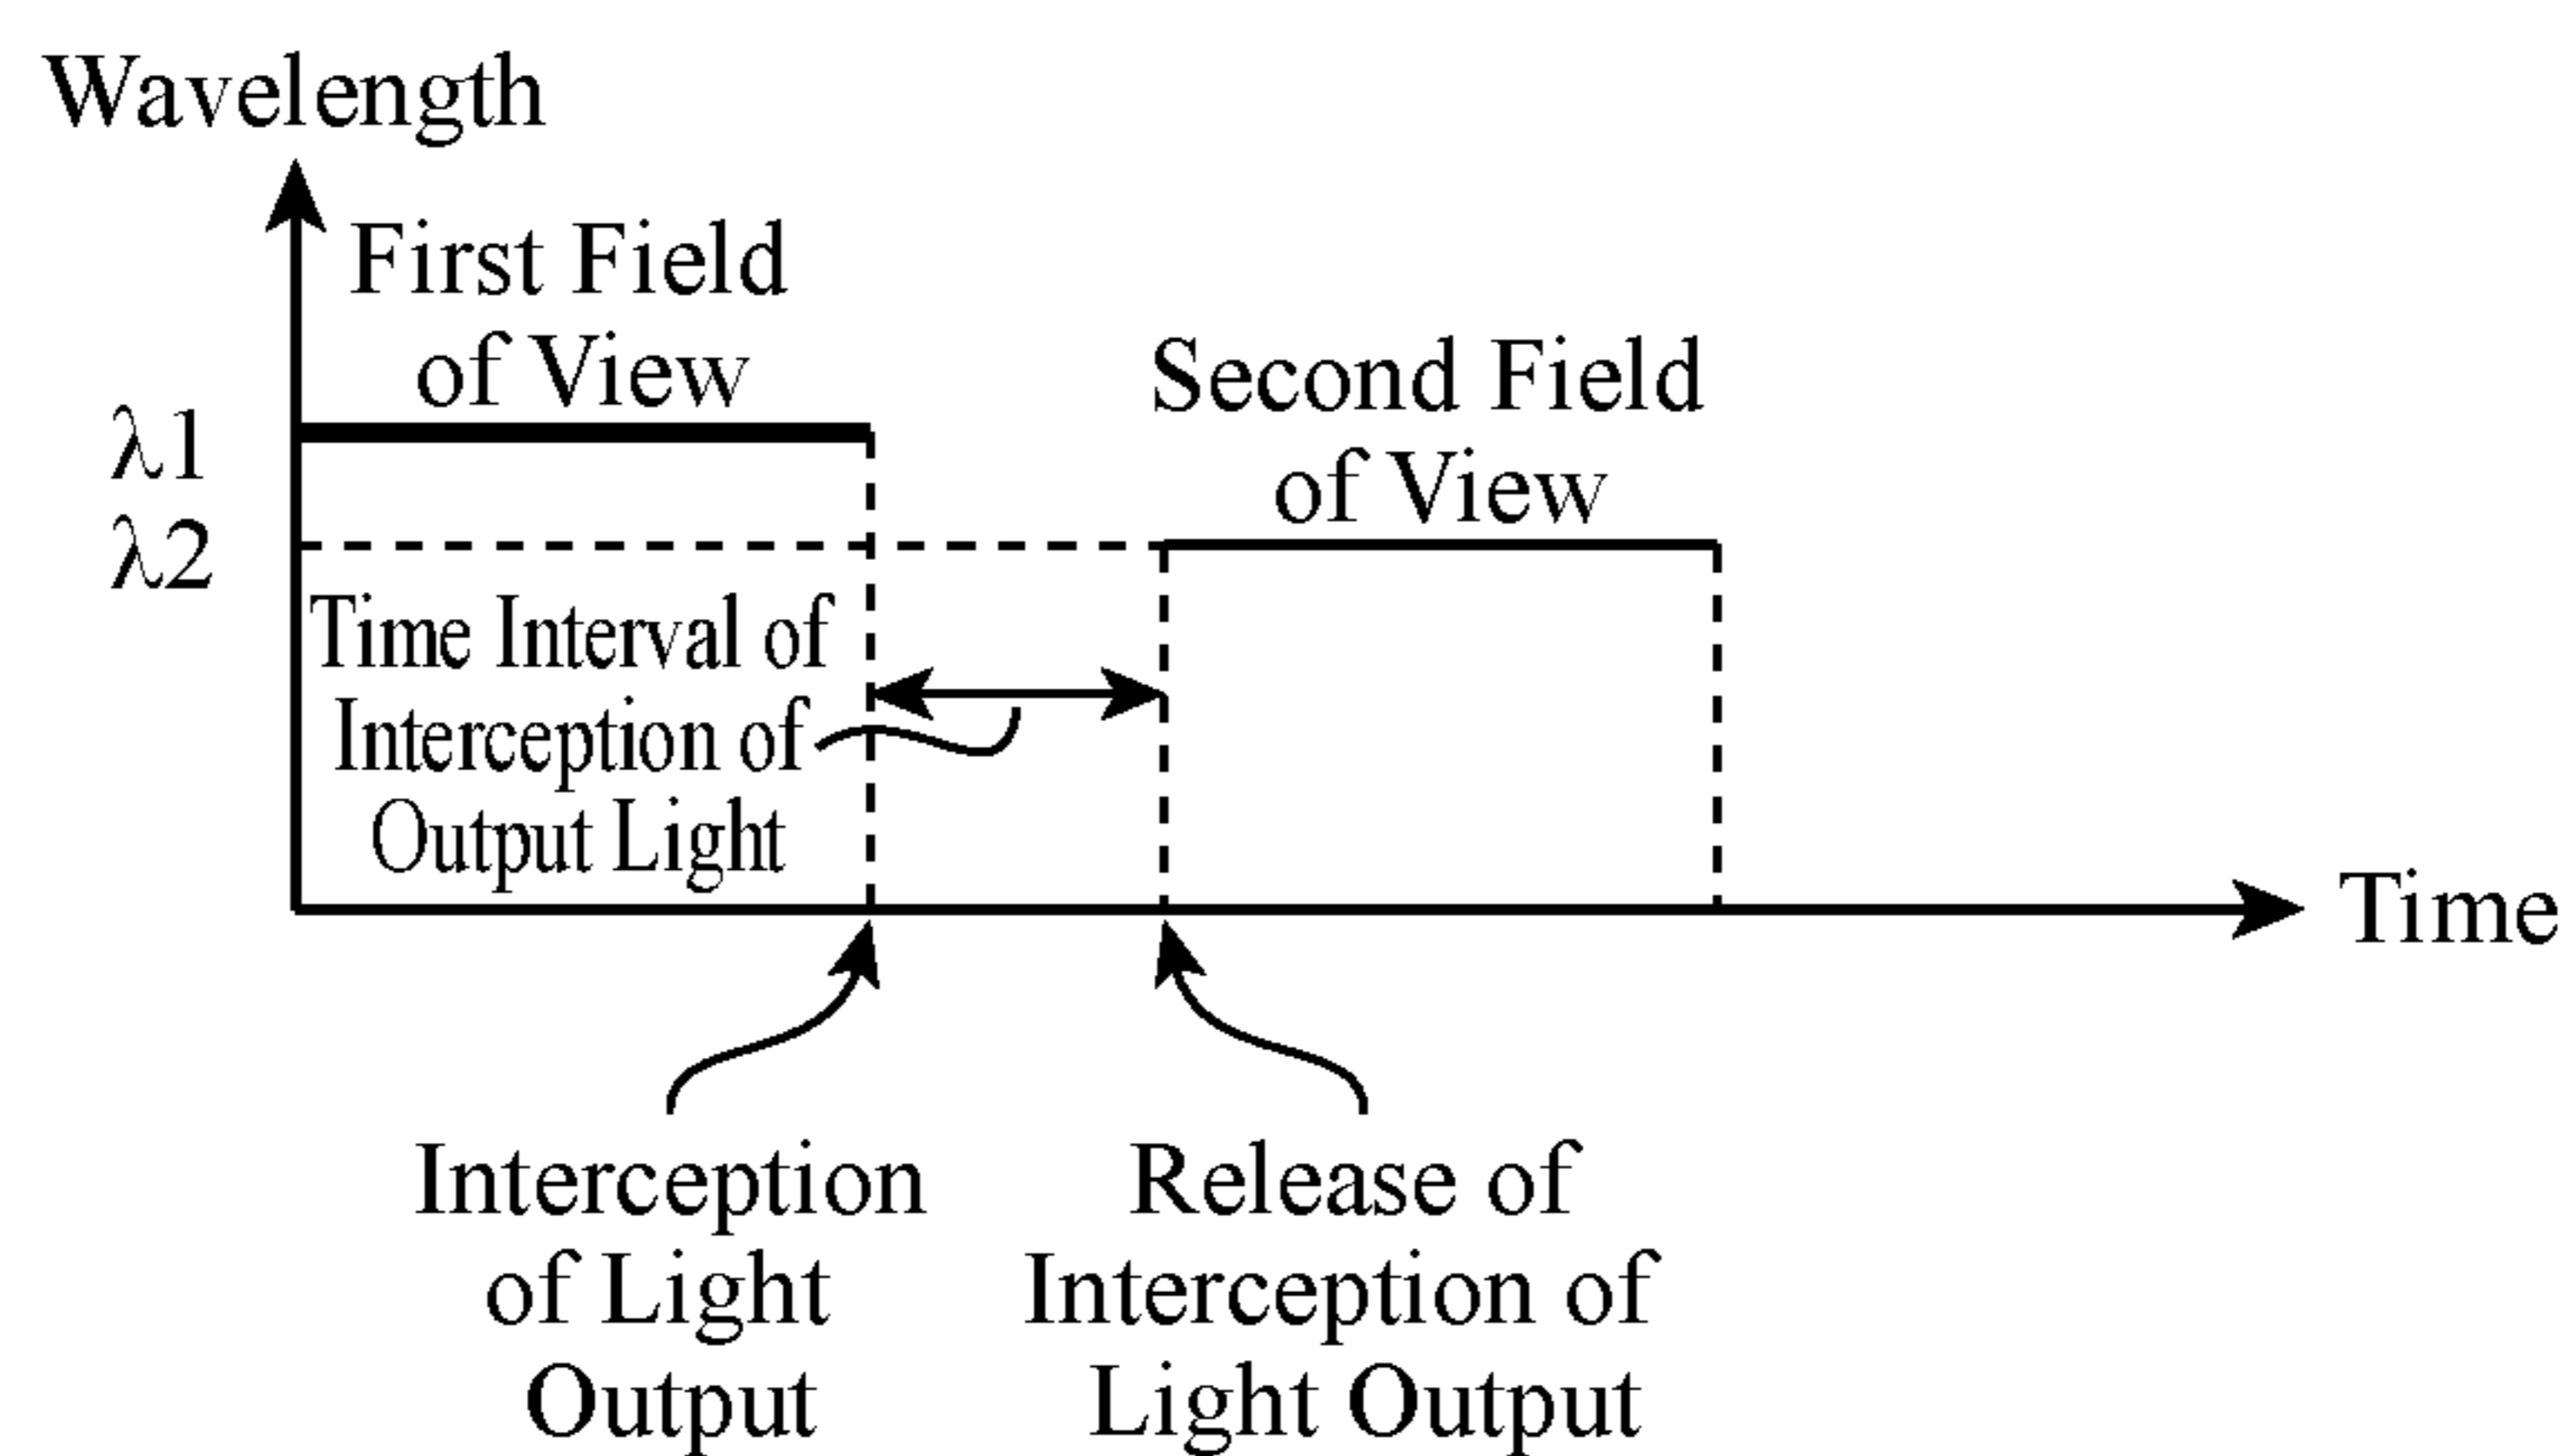 Wavelength
First Field
of View
Second Field
of View
λ1
λ2
Time Interval of
Interception of
Output Light
Time
Interception
of Light
Output
Release of
Interception of
Light Output